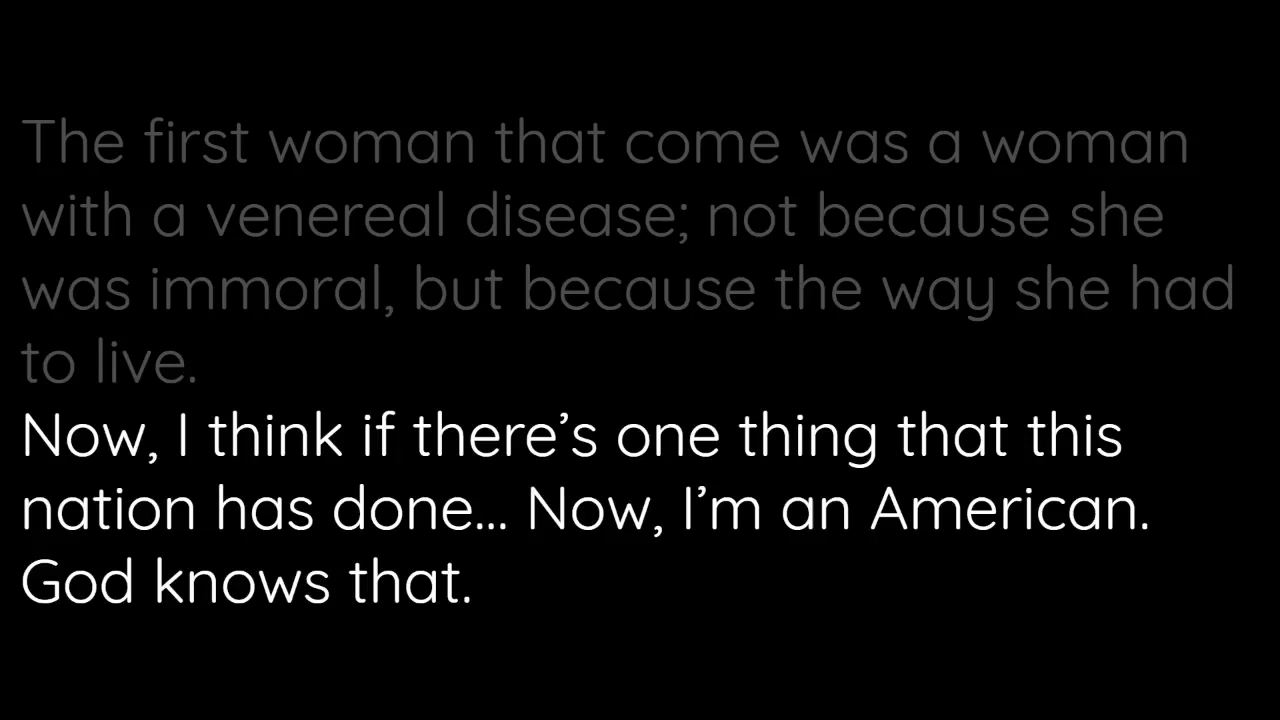 The first woman that come was a woman
with a venereal disease; not because she
was immoral, but because the way she had
to live.
Now, I think if there’s one thing that this
nation has done... Now, I’m an American.
God knows that.